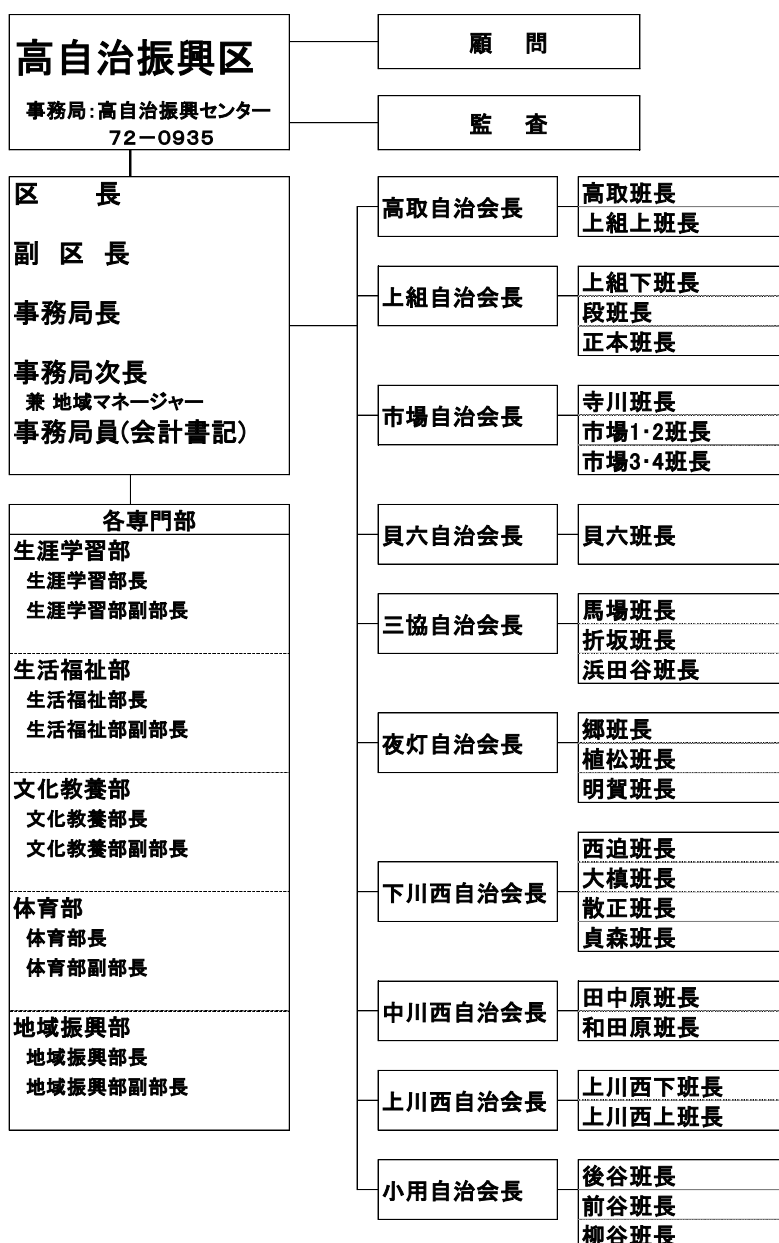 高自治振興区
事務局:高自治振興センター
72-0935
顧 問
監 査
区 長
副 区 長
事務局長
事務局次長
兼 地域マネージャー
事務局員(会計書記)
各専門部
生涯学習部
生涯学習部長
生涯学習部副部長
生活福祉部
生活福祉部長
生活福祉部副部長
文化教養部
文化教養部長
文化教養部副部長
体育部
体育部長
体育部副部長
地域振興部
地域振興部長
地域振興部副部長
高取自治会長
高取班長
上組上班長
上組自治会長
上組下班長
段班長
正本班長
市場自治会長
寺川班長
市場1・2班長
市場3・4班長
貝六自治会長
貝六班長
三協自治会長
馬場班長
折坂班長
浜田谷班長
夜灯自治会長
郷班長
植松班長
明賀班長
下川西自治会長
西迫班長
大槙班長
散正班長
貞森班長
中川西自治会長
田中原班長
和田原班長
上川西自治会長
上川西下班長
上川西上班長
小用自治会長
後谷班長
前谷班長
柳谷班長